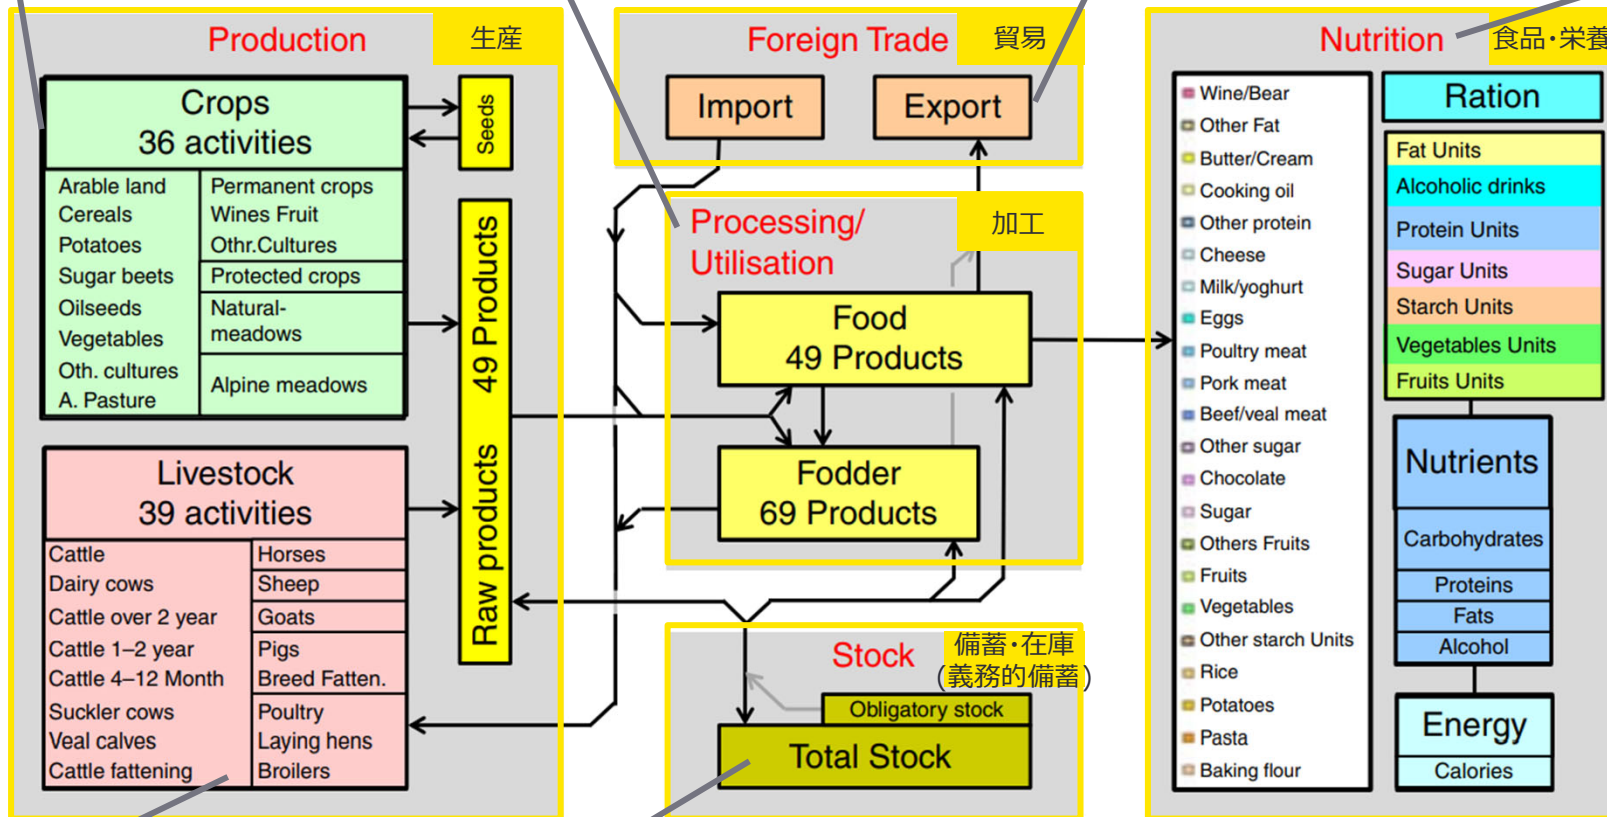 Production
生産
Crops
36 activities
Seeds
Arable land
Cereals
Potatoes
Sugar beets
Oilseeds
Vegetables
Oth. cultures
A. Pasture
Permanent crops
Wines Fruit
Othr.Cultures
Protected crops
Natural-
meadows
Alpine meadows
Raw products 49 Products
Livestock
39 activities
Cattle
Dairy cows
Cattle over 2 year
Cattle 1–2 year
Cattle 4–12 Month
Suckler cows
Veal calves
Cattle fattening
Horses
Sheep
Goats
Pigs
Breed Fatten.
Poultry
Laying hens
Broilers
Foreign Trade
貿易
Import
Export
Processing/
Utilisation
加工
Food
49 Products
Fodder
69 Products
Stock
備蓄･在庫
(義務的備蓄)
Obligatory stock
Total Stock
Nutrition
食品･栄養
Wine/Bear
Other Fat
Butter/Cream
Cooking oil
Other protein
Cheese
Milk/yoghurt
Eggs
Poultry meat
Pork meat
Beef/veal meat
Other sugar
Chocolate
Sugar
Others Fruits
Fruits
Vegetables
Other starch Units
Rice
Potatoes
Pasta
Baking flour
Ration
Fat Units
Alcoholic drinks
Protein Units
Sugar Units
Starch Units
Vegetables Units
Fruits Units
Nutrients
Carbohydrates
Proteins
Fats
Alcohol
Energy
Calories